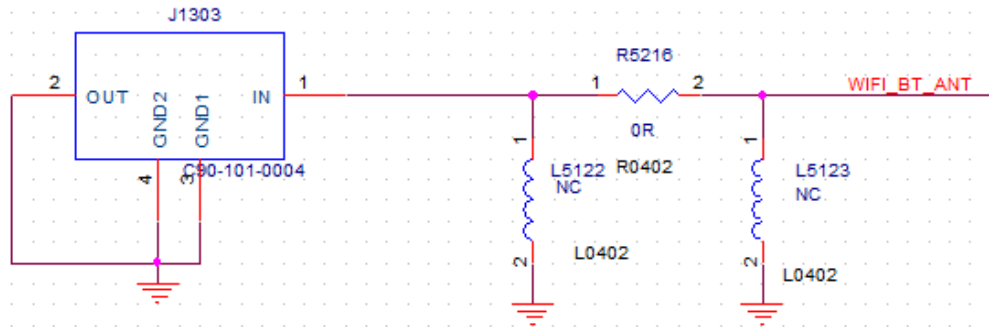 J1303
2
OUT
GND2
GND1
IN
1
4
3
C90-101-0004
R5216
1
2
0R
R0402
WIFI_BT_ANT
1
L5122
NC
2
L0402
1
L5123
NC
2
L0402